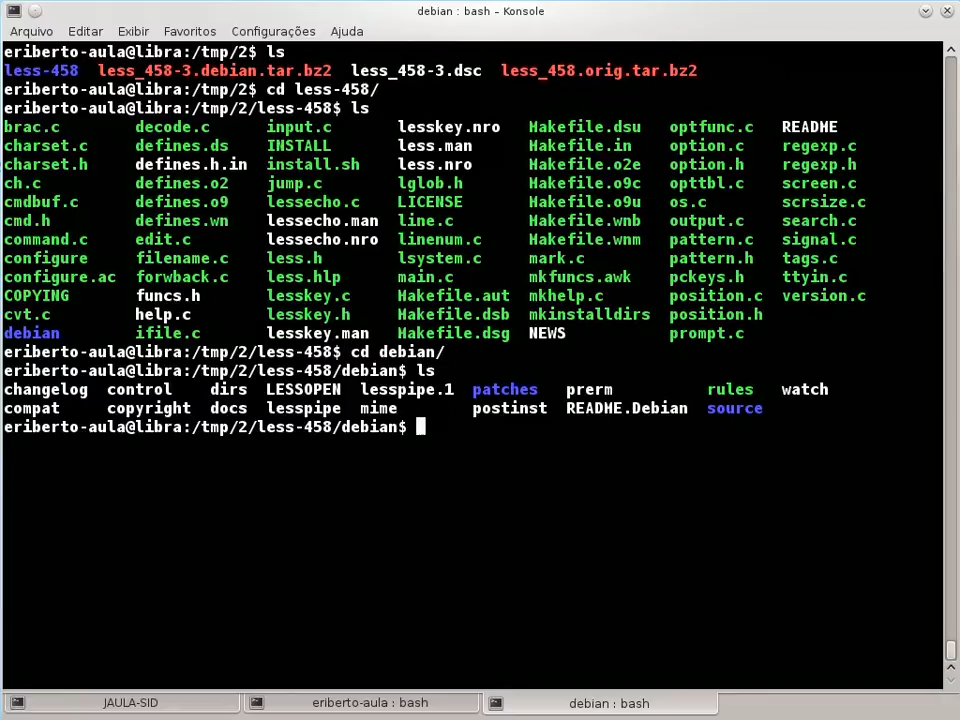 debian : bash – Konsole
Arquivo Editar Exibir Favoritos Configurações Ajuda
eriberto-aula@libra:/tmp/2$ ls
less-458 less_458-3.debian.tar.bz2 less_458-3.dsc less_458.orig.tar.bz2
eriberto-aula@libra:/tmp/2$ cd less-458/
eriberto-aula@libra:/tmp/2/less-458$ ls
brac.c decode.c input.c lesskey.nro Makefile.dsu optfunc.c README
charset.c defines.ds INSTALL less.man Makefile.in option.c regexp.c
charset.h defines.h.in install.sh less.nro Makefile.o2e option.h regexp.h
ch.c defines.o2 jump.c lglob.h Makefile.o9c opttbl.c screen.c
cmdbuf.c defines.o9 lessecho.c LICENSE Makefile.o9u os.c scrsize.c
cmd.h defines.wn lessecho.man line.c Makefile.wnb output.c search.c
command.c edit.c lessecho.nro linenum.c Makefile.wnm pattern.c signal.c
configure filename.c less.h lsystem.c mark.c pattern.h tags.c
configure.ac forwback.c less.hlp main.c mkfuncs.awk pckeys.h ttyin.c
COPYING funcs.h lesskey.c Makefile.aut mkhelp.c position.c version.c
cvt.c help.c lesskey.h Makefile.dsb mkinstalldirs position.h
debian ifile.c lesskey.man Makefile.dsg NEWS prompt.c
eriberto-aula@libra:/tmp/2/less-458$ cd debian/
eriberto-aula@libra:/tmp/2/less-458/debian$ ls
changelog control dirs LESSOPEN lesspipe.1 patches prerm rules watch
compat copyright docs lesspipe mime postinst README.Debian source
eriberto-aula@libra:/tmp/2/less-458/debian$
JAULA-SID eriberto-aula : bash debian : bash